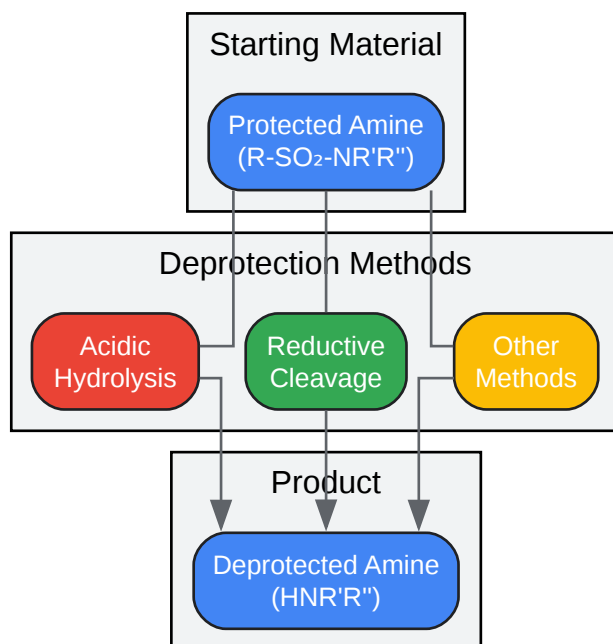 Starting Material
Protected Amine
(R-SO₂-NR'R")
Deprotection Methods
Acidic
Hydrolysis
Reductive
Cleavage
Other
Methods
Product
Deprotected Amine
(HNR'R")